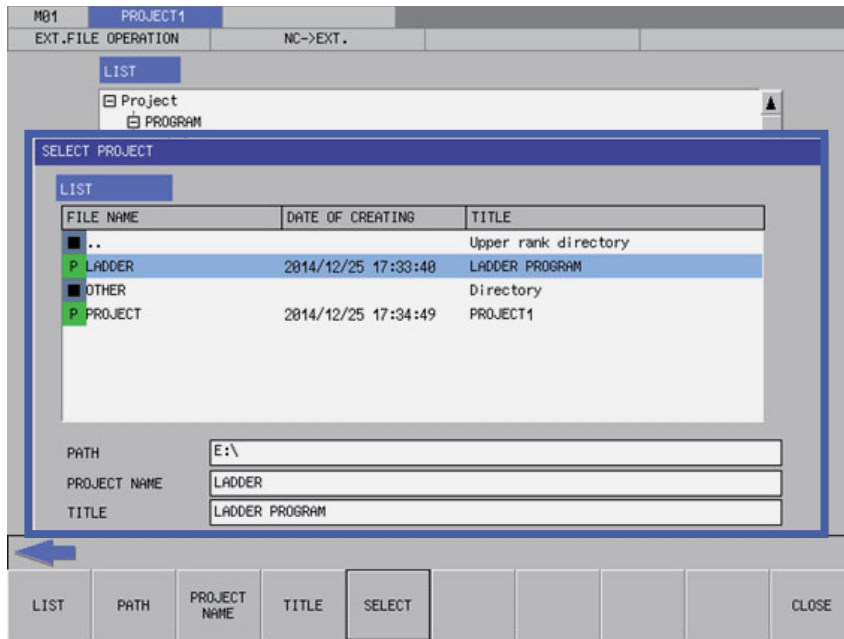 M01 PROJECT1
EXT.FILE OPERATION NC->EXT.
LIST
Project
PROGRAM
SELECT PROJECT
LIST
FILE NAME DATE OF CREATING TITLE
.. Upper rank directory
P LADDER 2014/12/25 17:33:40 LADDER PROGRAM
OTHER Directory
P PROJECT 2014/12/25 17:34:49 PROJECT1
PATH E:\
PROJECT NAME LADDER
TITLE LADDER PROGRAM
LIST PATH PROJECT NAME TITLE SELECT CLOSE